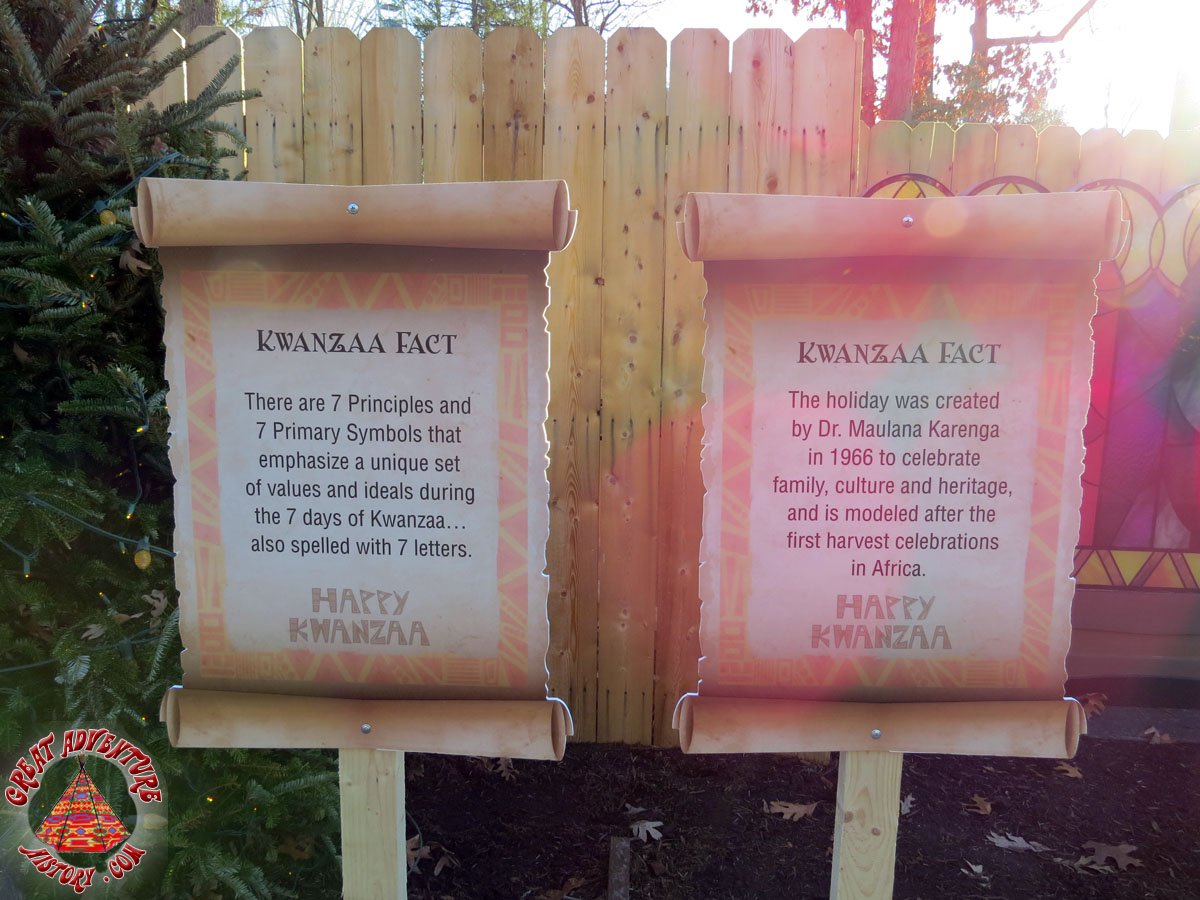 Kwanzaa Fact
There are 7 Principles and
7 Primary Symbols that
emphasize a unique set
of values and ideals during
the 7 days of Kwanzaa...
also spelled with 7 letters.
HAPPY
KWANZAA
Kwanzaa Fact
The holiday was created
by Dr. Maulana Karenga
in 1966 to celebrate
family, culture and heritage,
and is modeled after the
first harvest celebrations
in Africa.
HAPPY
KWANZAA
GREAT ADVENTURE
HISTORY.COM